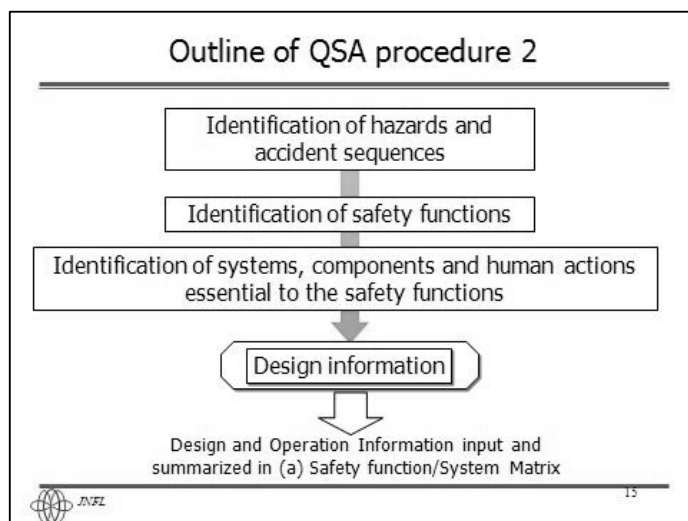 Outline of QSA procedure 2
Identification of hazards and
accident sequences
Identification of safety functions
Identification of systems, components and human actions
essential to the safety functions
Design information
Design and Operation Information input and
summarized in (a) Safety function/System Matrix
JNFL
15